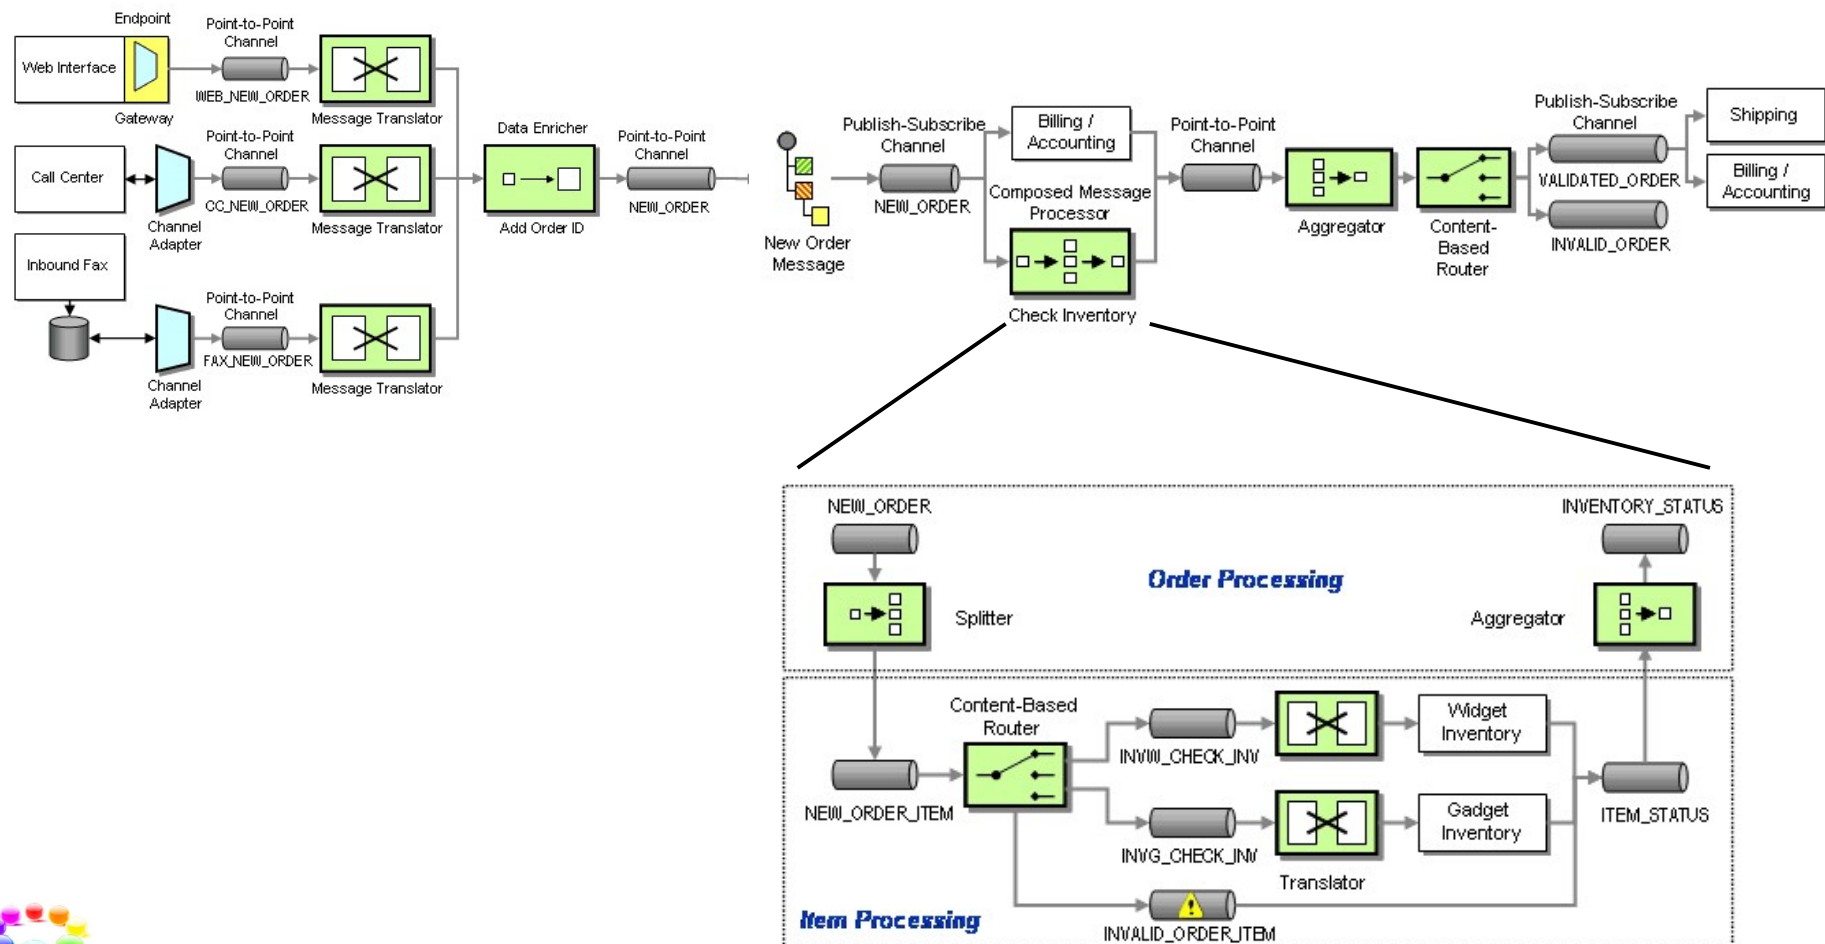 Endpoint
Point-to-Point
Channel
Web Interface
WEB_NEW_ORDER
Gateway
Message Translator
Point-to-Point
Channel
Call Center
CC_NEW_ORDER
Channel
Adapter
Message Translator
Data Enricher
Add Order ID
Point-to-Point
Channel
NEW_ORDER
Inbound Fax
Point-to-Point
Channel
FAX_NEW_ORDER
Channel
Adapter
Message Translator
New Order
Message
Publish-Subscribe
Channel
NEW_ORDER
Billing /
Accounting
Composed Message
Processor
Check Inventory
Point-to-Point
Channel
Aggregator
Content-
Based
Router
Publish-Subscribe
Channel
VALIDATED_ORDER
INVALID_ORDER
Shipping
Billing /
Accounting
NEW_ORDER
INVENTORY_STATUS
Order Processing
Splitter
Aggregator
Content-Based
Router
NEW_ORDER_ITEM
INVW_CHECK_INV
Widget
Inventory
INVG_CHECK_INV
Gadget
Inventory
ITEM_STATUS
Translator
Item Processing
INVALID_ORDER_ITEM